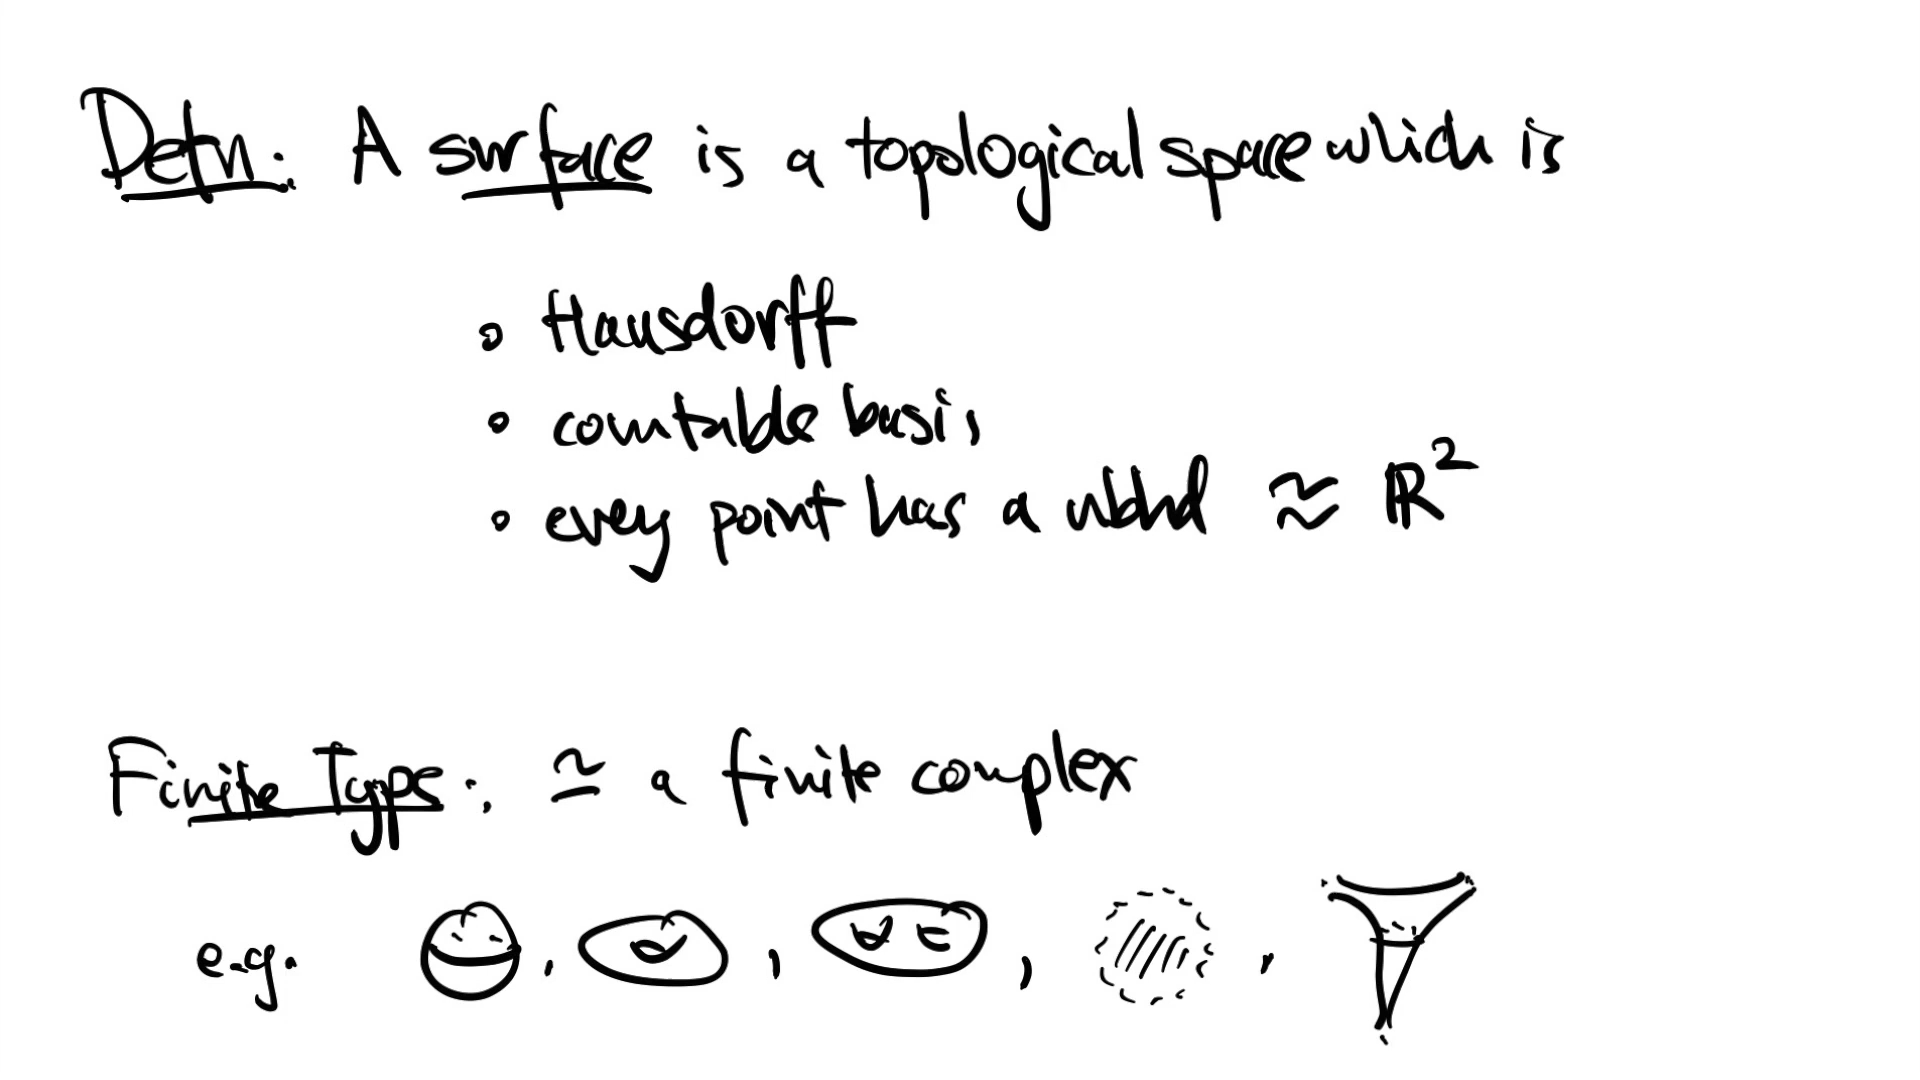 Defn: A surface is a topological space which is
• Hausdorff
• countable basis
• every point has a nbhd ≈ ℝ²
Finite Type: ≃ a finite complex
e.g. , , , ,